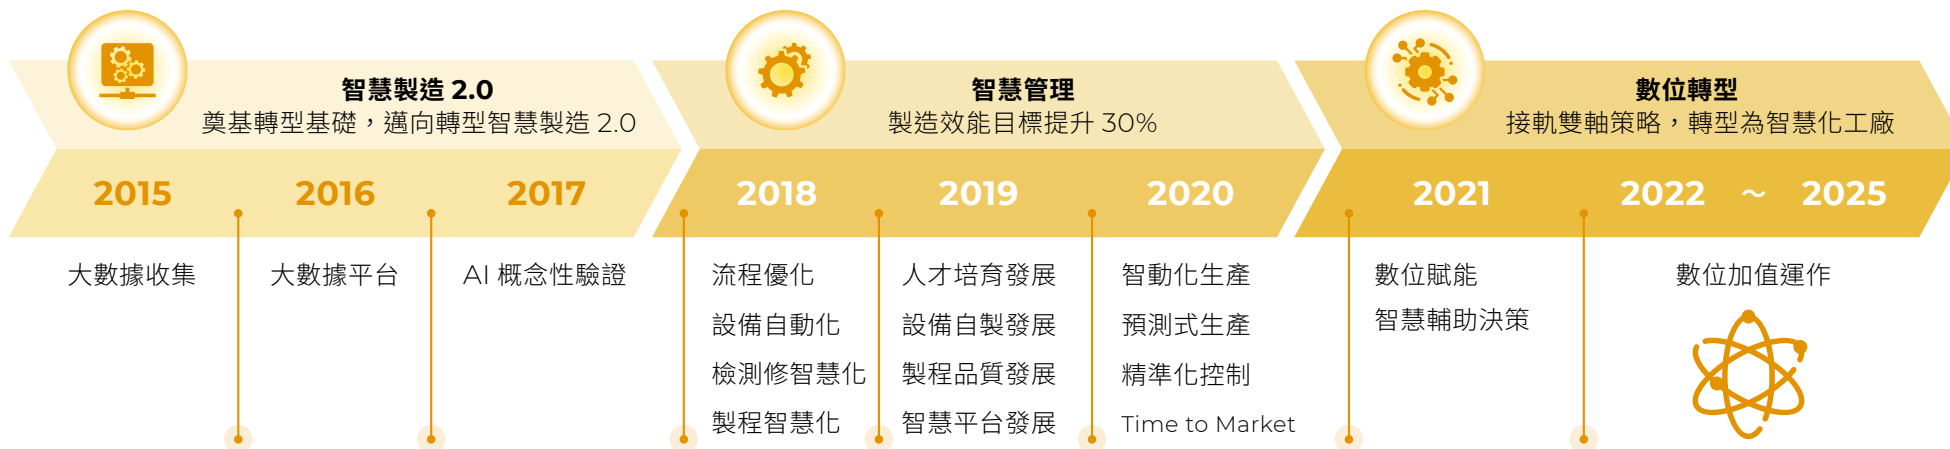 智慧製造 2.0
奠基轉型基礎，邁向轉型智慧製造 2.0
智慧管理
製造效能目標提升 30%
數位轉型
接軌雙軸策略，轉型為智慧化工廠
2015
2016
2017
2018
2019
2020
2021
2022 ～ 2025
大數據收集
大數據平台
AI 概念性驗證
流程優化
設備自動化
檢測修智慧化
製程智慧化
人才培育發展
設備自製發展
製程品質發展
智慧平台發展
智動化生產
預測式生產
精準化控制
Time to Market
數位賦能
智慧輔助決策
數位加值運作